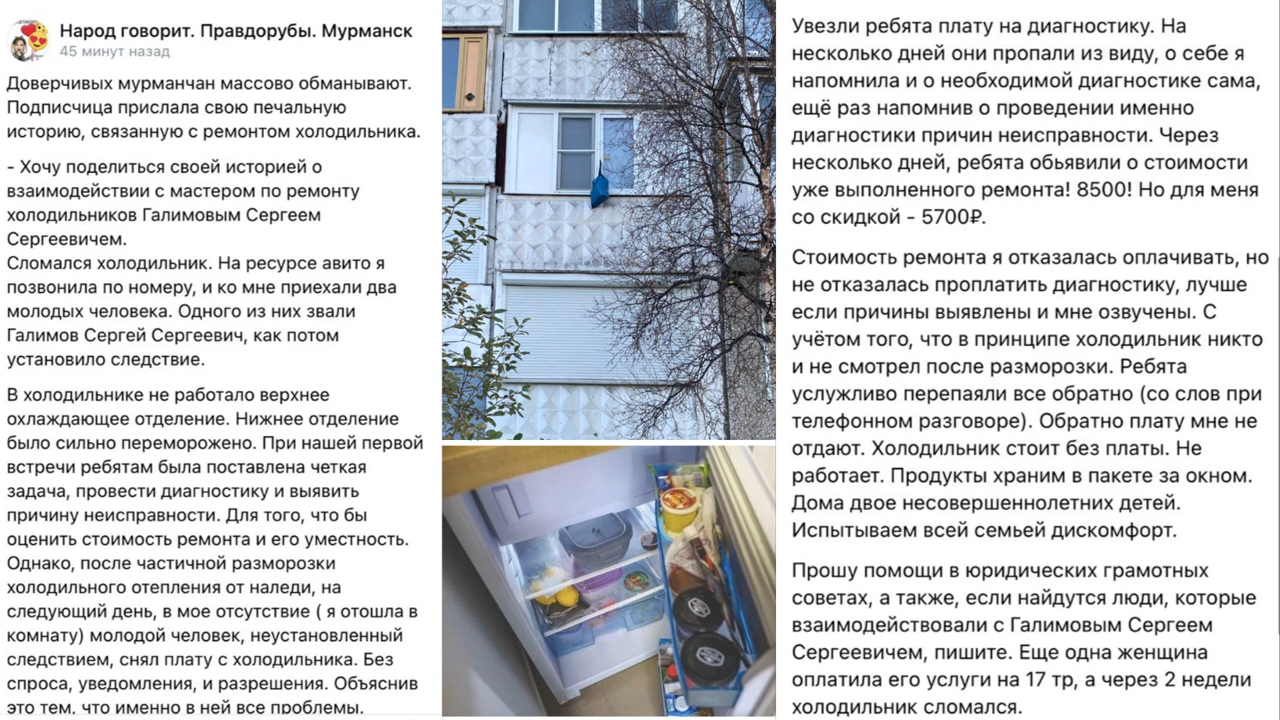 Народ говорит. Правдорубы. Мурманск
45 минут назад
Доверчивых мурманчан массово обманывают.
Подписчица прислала свою печальную
историю, связанную с ремонтом холодильника.
- Хочу поделиться своей историей о
взаимодействии с мастером по ремонту
холодильников Галимовым Сергеем
Сергеевичем.
Сломался холодильник. На ресурсе авито я
позвонила по номеру, и ко мне приехали два
молодых человека. Одного из них звали
Галимов Сергей Сергеевич, как потом
установило следствие.
В холодильнике не работало верхнее
охлаждающее отделение. Нижнее отделение
было сильно переморожено. При нашей первой
встречи ребятам была поставлена четкая
задача, провести диагностику и выявить
причину неисправности. Для того, что бы
оценить стоимость ремонта и его уместность.
Однако, после частичной разморозки
холодильного отепления от наледи, на
следующий день, в мое отсутствие ( я отошла в
комнату) молодой человек, неустановленный
следствием, снял плату с холодильника. Без
спроса, уведомления, и разрешения. Объяснив
это тем, что именно в ней все проблемы.
Увезли ребята плату на диагностику. На
несколько дней они пропали из виду, о себе я
напомнила и о необходимой диагностике сама,
ещё раз напомнив о проведении именно
диагностики причин неисправности. Через
несколько дней, ребята обьявили о стоимости
уже выполненного ремонта! 8500! Но для меня
со скидкой - 5700₽.
Стоимость ремонта я отказалась оплачивать, но
не отказалась проплатить диагностику, лучше
если причины выявлены и мне озвучены. С
учётом того, что в принципе холодильник никто
и не смотрел после разморозки. Ребята
услужливо перепаяли все обратно (со слов при
телефонном разговоре). Обратно плату мне не
отдают. Холодильник стоит без платы. Не
работает. Продукты храним в пакете за окном.
Дома двое несовершеннолетних детей.
Испытываем всей семьей дискомфорт.
Прошу помощи в юридических грамотных
советах, а также, если найдутся люди, которые
взаимодействовали с Галимовым Сергеем
Сергеевичем, пишите. Еще одна женщина
оплатила его услуги на 17 тр, а через 2 недели
холодильник сломался.